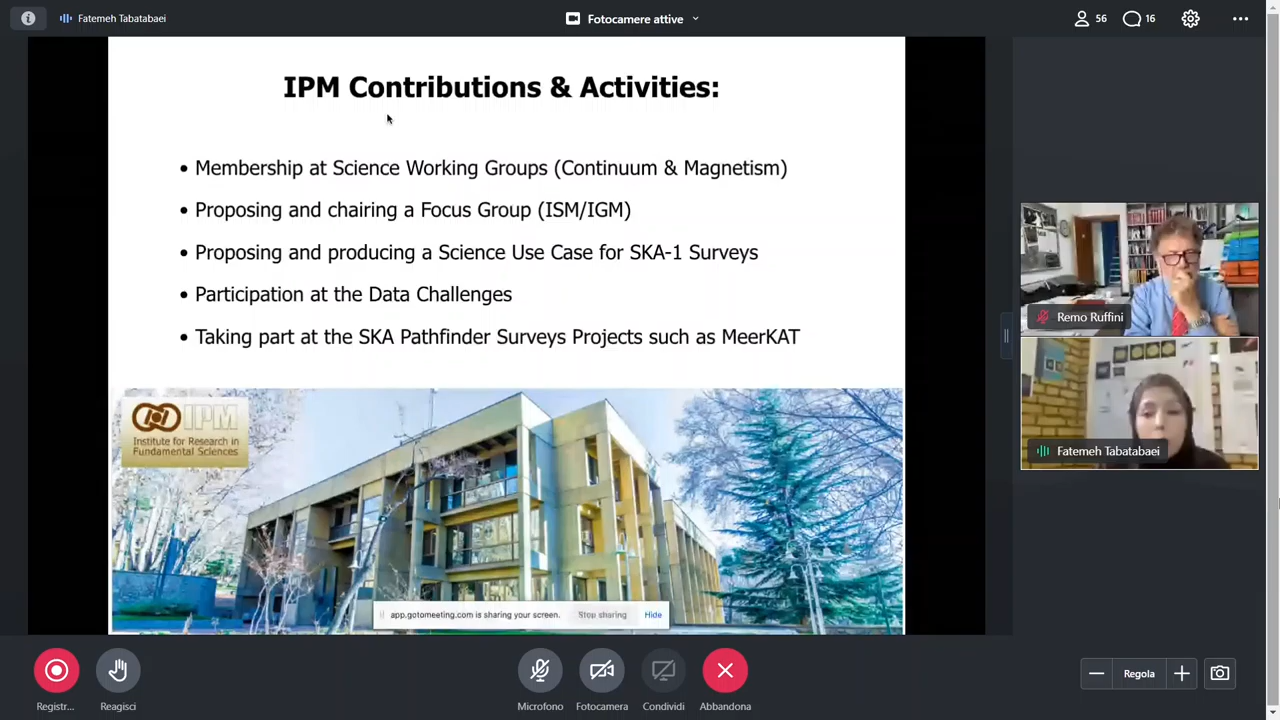 Fatemeh Tabatabaei
Fotocamere attive
56
16
IPM Contributions & Activities:
• Membership at Science Working Groups (Continuum & Magnetism)
• Proposing and chairing a Focus Group (ISM/IGM)
• Proposing and producing a Science Use Case for SKA-1 Surveys
• Participation at the Data Challenges
• Taking part at the SKA Pathfinder Surveys Projects such as MeerKAT
IPM
Institute for Research in
Fundamental Sciences
app.gotomeeting.com is sharing your screen.
Stop sharing
Hide
Remo Ruffini
Fatemeh Tabatabaei
Registr...
Reagisci
Microfono
Fotocamera
Condividi
Abbandona
Regola